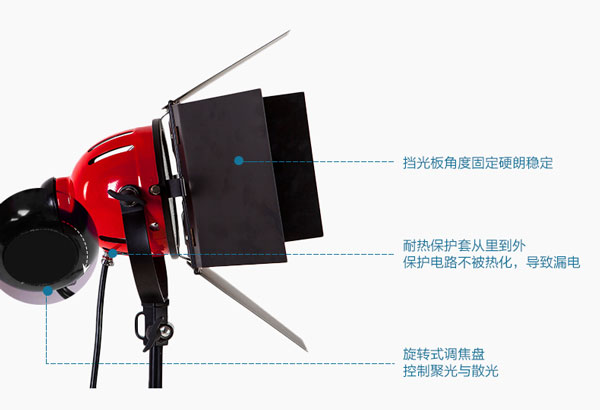 挡光板角度固定硬朗稳定
耐热保护套从里到外
保护电路不被热化，导致漏电
旋转式调焦盘
控制聚光与散光